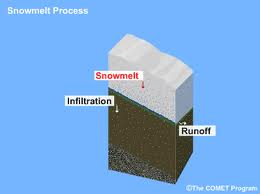 Snowmelt Process
Snowmelt
Infiltration
Runoff
©The COMET Program